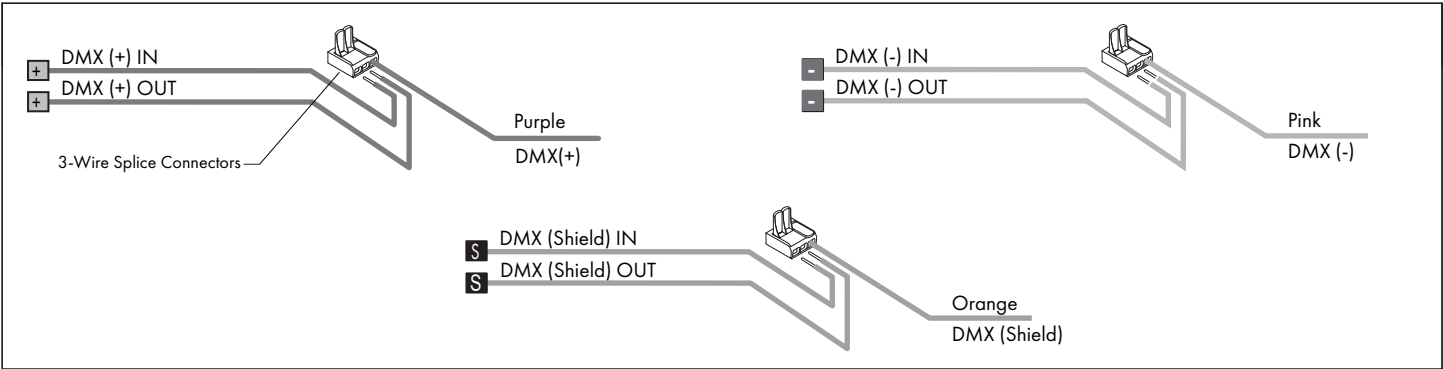 + DMX (+) IN
+ DMX (+) OUT
3-Wire Splice Connectors
Purple
DMX(+)
- DMX (-) IN
- DMX (-) OUT
Pink
DMX (-)
S DMX (Shield) IN
S DMX (Shield) OUT
Orange
DMX (Shield)